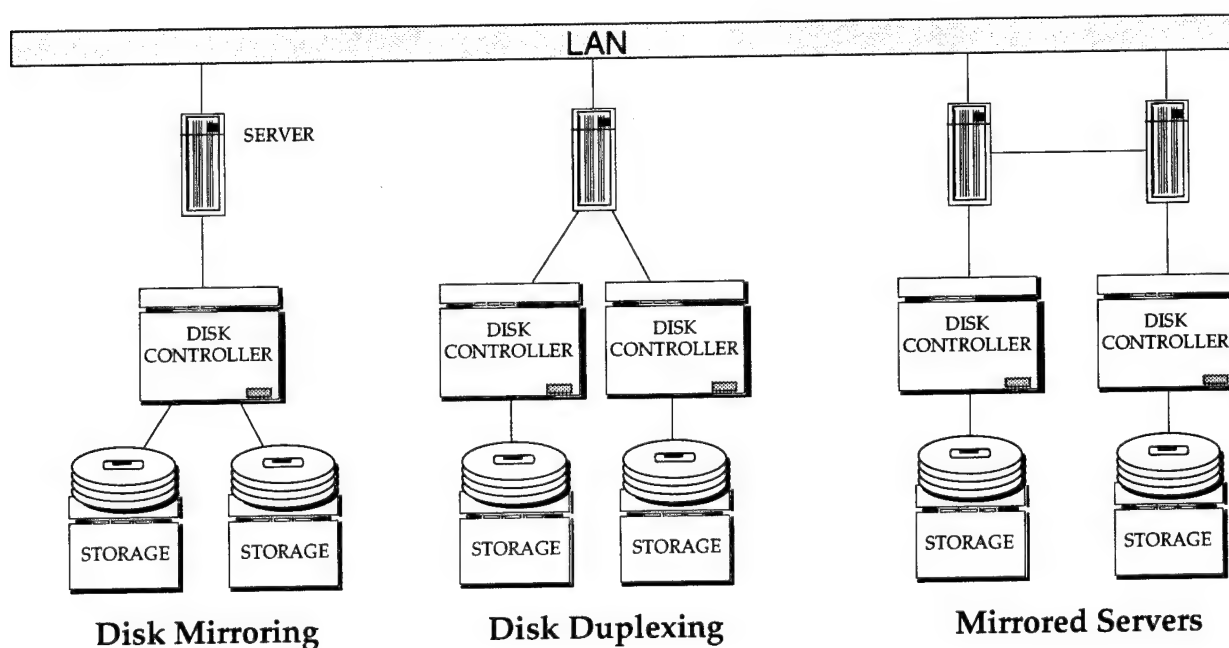 LAN
SERVER
DISK
CONTROLLER
DISK
CONTROLLER
DISK
CONTROLLER
DISK
CONTROLLER
DISK
CONTROLLER
STORAGE
STORAGE
STORAGE
STORAGE
STORAGE
STORAGE
Disk Mirroring
Disk Duplexing
Mirrored Servers